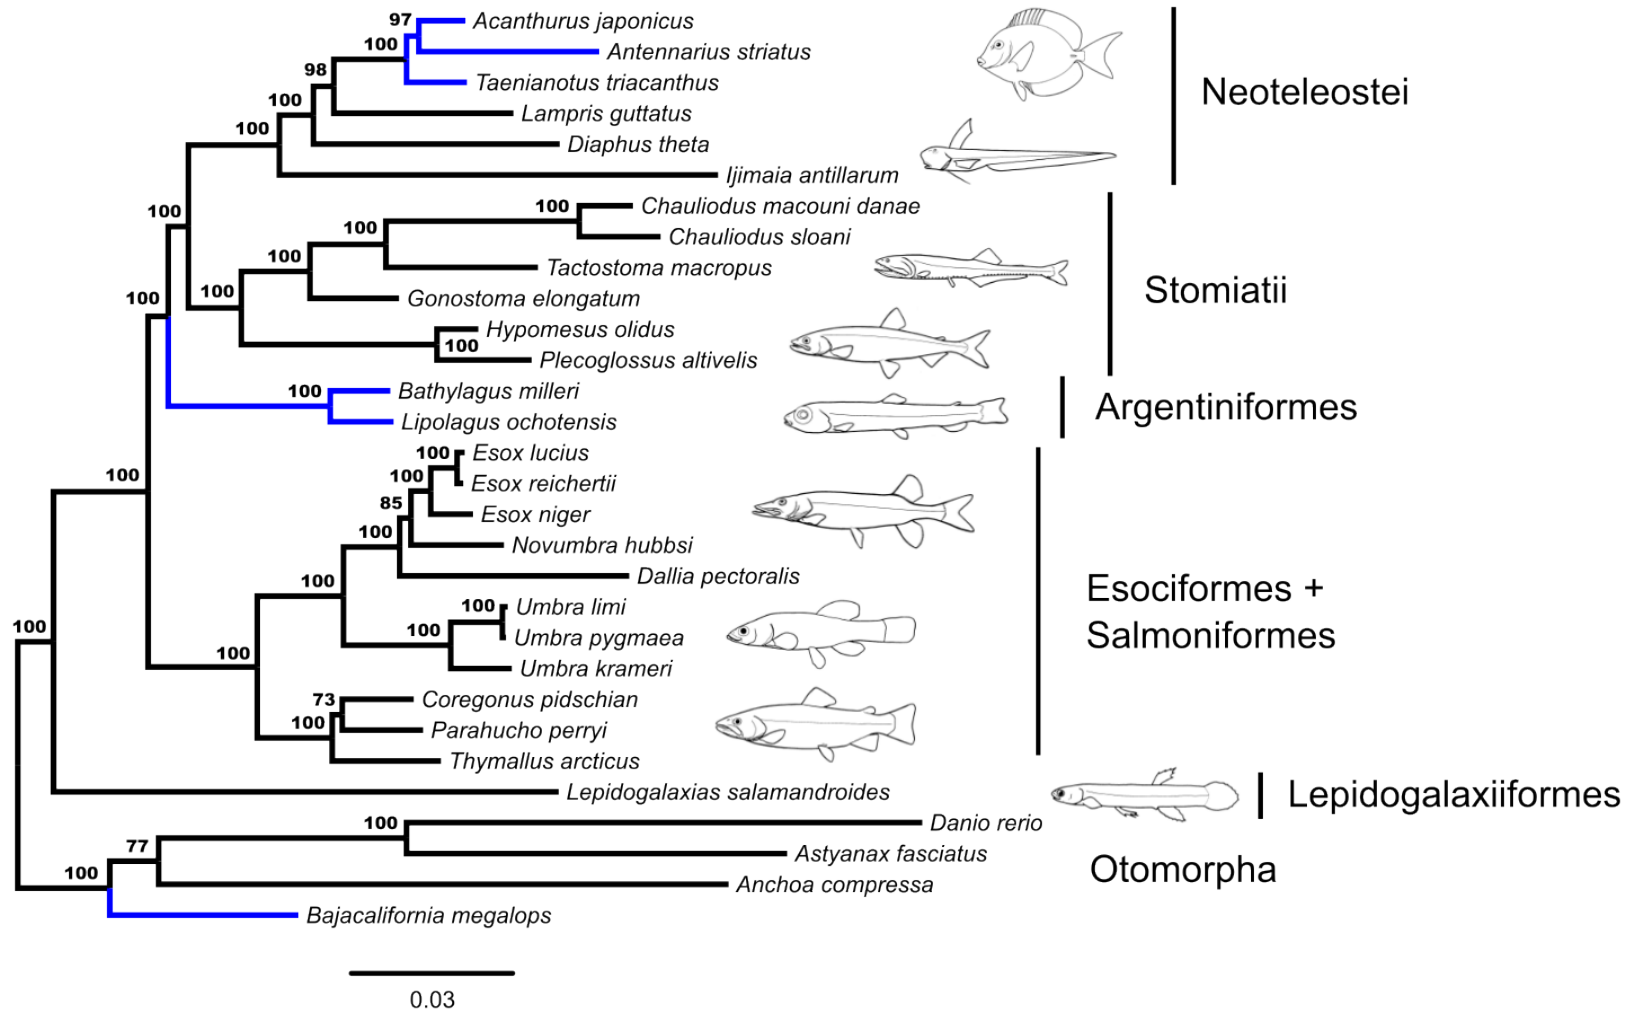 97
Acanthurus japonicus
100
Antennarius striatus
98
Taenianotus triacanthus
100
Lampris guttatus
100
Diaphus theta
Ijimaia antillarum
Neoteleostei
100
100
Chauliodus macouni danae
100
Chauliodus sloani
100
Tactostoma macropus
100
Gonostoma elongatum
100
Hypomesus olidus
100
Plecoglossus altivelis
Stomiatii
100
Bathylagus milleri
Lipolagus ochotensis
Argentiniformes
100
100
Esox lucius
100
Esox reichertii
85
Esox niger
100
Novumbra hubbsi
Dallia pectoralis
100
100
Umbra limi
100
Umbra pygmaea
Umbra krameri
100
73
Coregonus pidschian
100
Parahucho perryi
Thymallus arcticus
Esociformes +
Salmoniformes
100
Lepidogalaxias salamandroides
Lepidogalaxiiformes
100
Danio rerio
77
Astyanax fasciatus
100
Anchoa compressa
Otomorpha
Bajacalifornia megalops
0.03